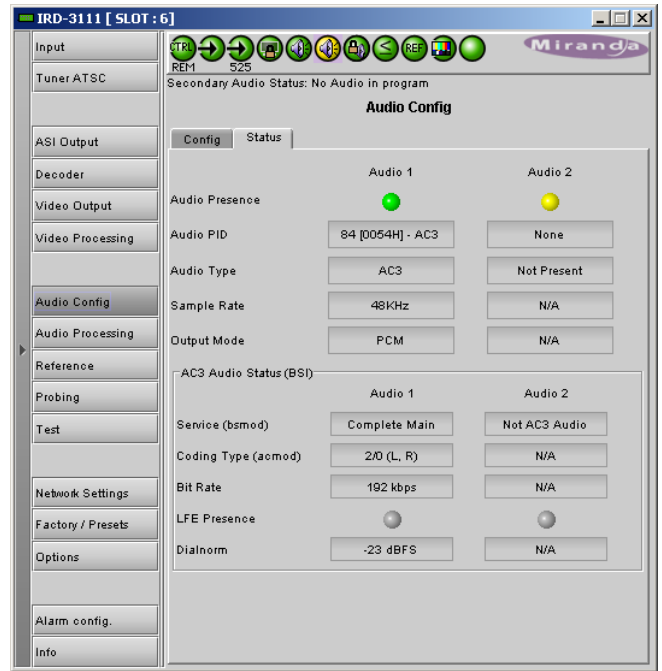 IRD-3111 [ SLOT : 6]
CTRL
REF
Miranda
REM 525
Secondary Audio Status: No Audio in program
Input
Tuner ATSC
ASI Output
Decoder
Video Output
Video Processing
Audio Config
Audio Processing
Reference
Probing
Test
Network Settings
Factory / Presets
Options
Alarm config.
Info
Audio Config
Config Status
Audio 1 Audio 2
Audio Presence
Audio PID 84 [0054H] - AC3 None
Audio Type AC3 Not Present
Sample Rate 48KHz N/A
Output Mode PCM N/A
AC3 Audio Status (BSI)
Audio 1 Audio 2
Service (bsmod) Complete Main Not AC3 Audio
Coding Type (acmod) 2/0 (L, R) N/A
Bit Rate 192 kbps N/A
LFE Presence
Dialnorm -23 dBFS N/A